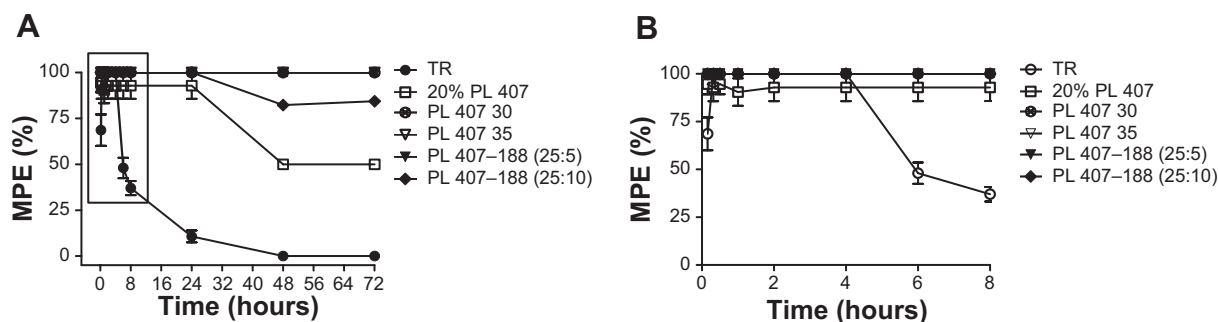 A
MPE (%)
100
75
50
25
0
0 8 16 24 32 40 48 56 64 72
Time (hours)
TR
20% PL 407
PL 407 30
PL 407 35
PL 407–188 (25:5)
PL 407–188 (25:10)
B
MPE (%)
100
75
50
25
0
0 2 4 6 8
Time (hours)
TR
20% PL 407
PL 407 30
PL 407 35
PL 407–188 (25:5)
PL 407–188 (25:10)